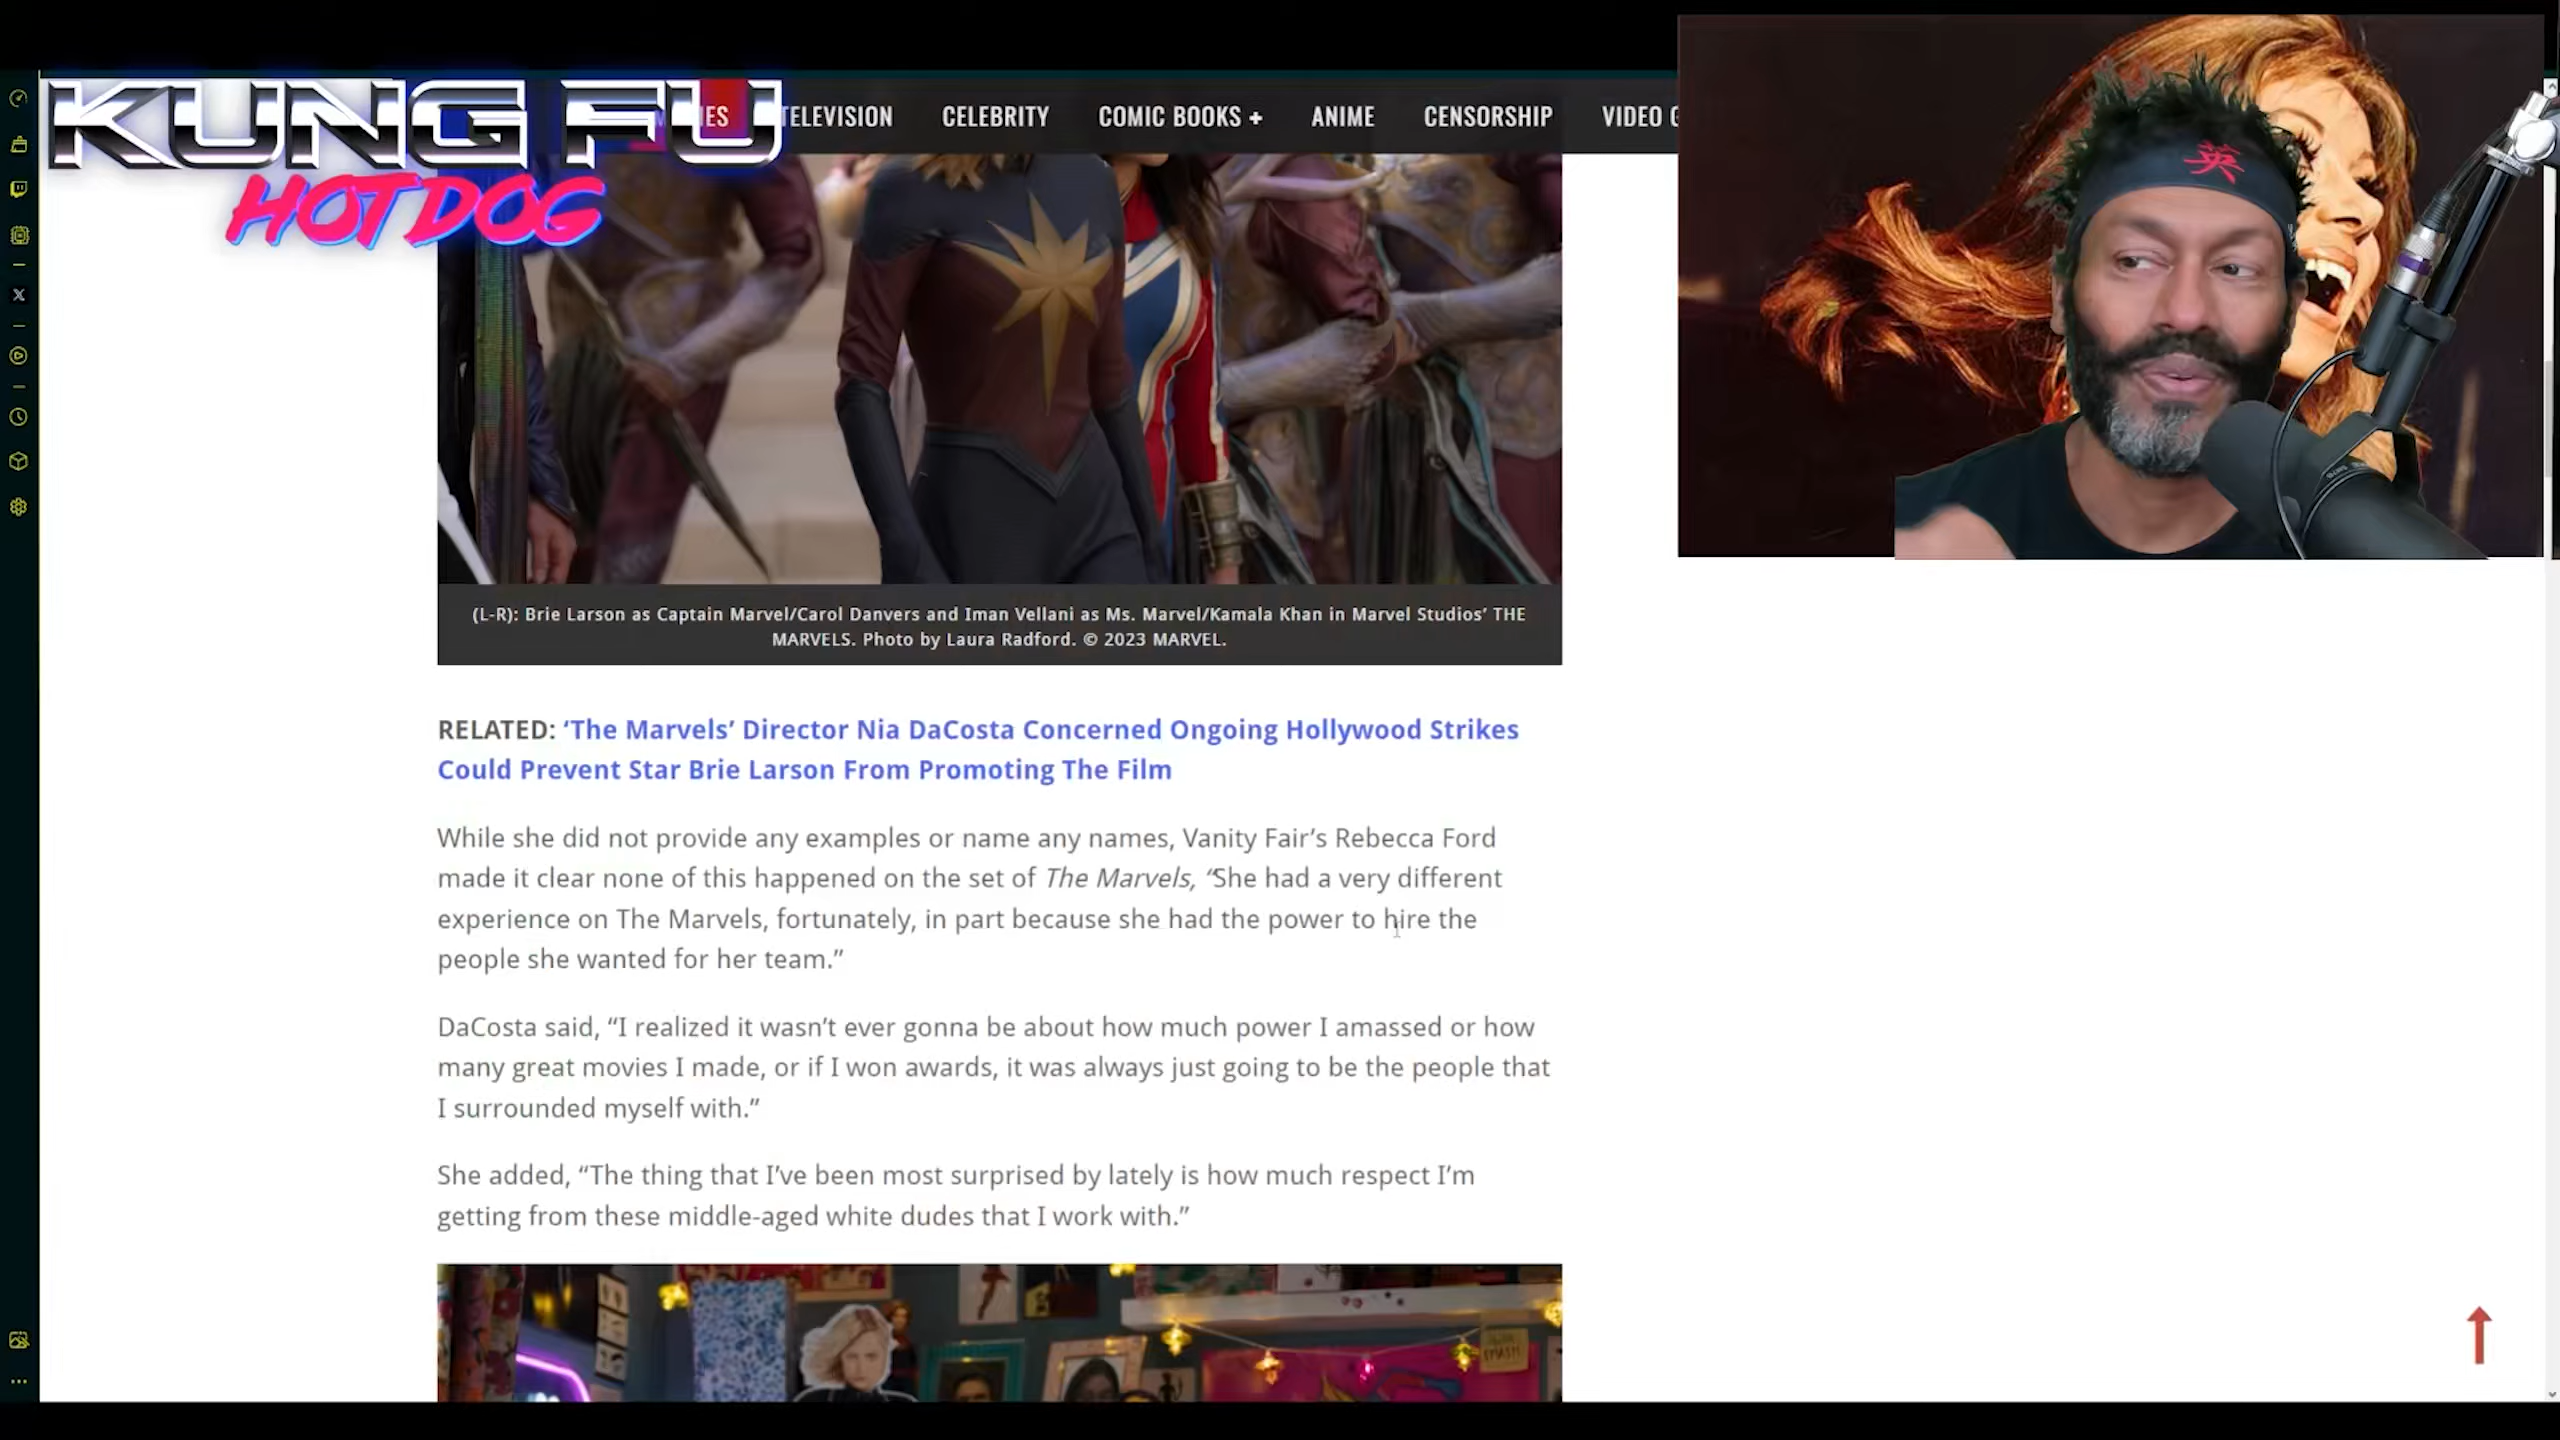 KUNG FU
HOT DOG
TELEVISION
CELEBRITY
COMIC BOOKS +
ANIME
CENSORSHIP
VIDEO
英
(L-R): Brie Larson as Captain Marvel/Carol Danvers and Iman Vellani as Ms. Marvel/Kamala Khan in Marvel Studios’ THE
MARVELS. Photo by Laura Radford. © 2023 MARVEL.
RELATED: ‘The Marvels’ Director Nia DaCosta Concerned Ongoing Hollywood Strikes
Could Prevent Star Brie Larson From Promoting The Film
While she did not provide any examples or name any names, Vanity Fair’s Rebecca Ford
made it clear none of this happened on the set of The Marvels, “She had a very different
experience on The Marvels, fortunately, in part because she had the power to hire the
people she wanted for her team.”
DaCosta said, “I realized it wasn’t ever gonna be about how much power I amassed or how
many great movies I made, or if I won awards, it was always just going to be the people that
I surrounded myself with.”
She added, “The thing that I’ve been most surprised by lately is how much respect I’m
getting from these middle-aged white dudes that I work with.”